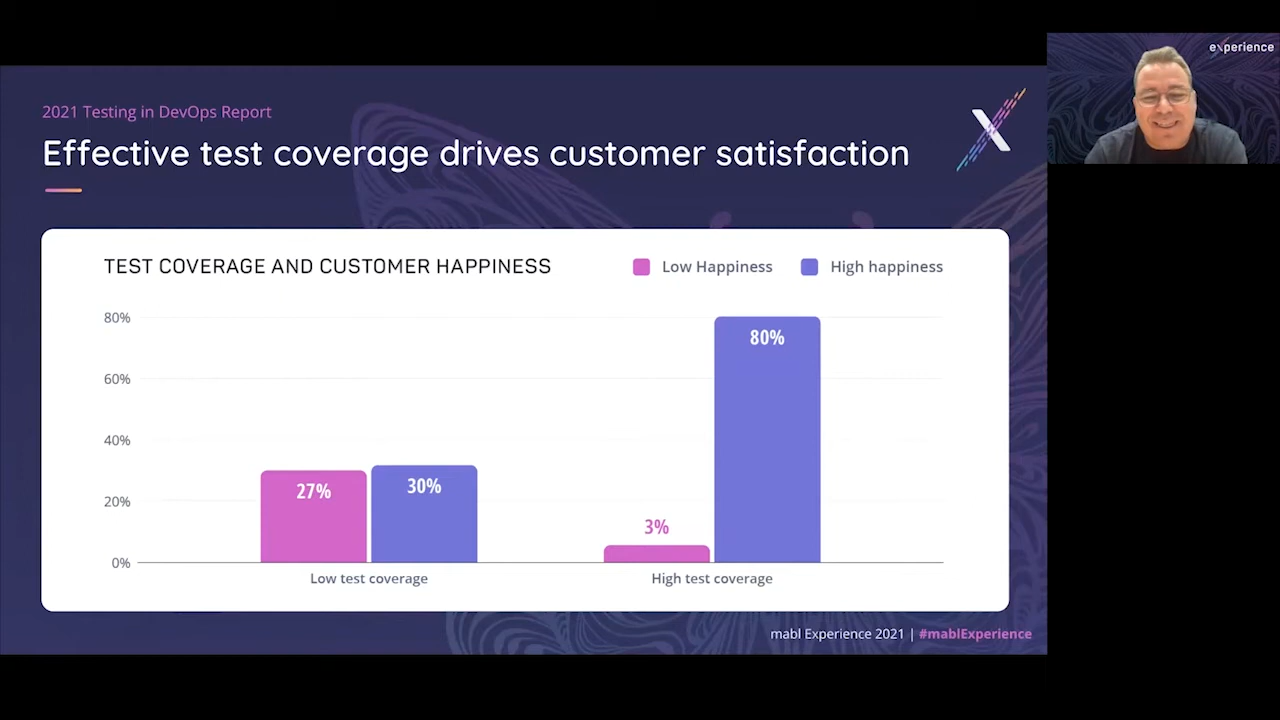 experience
2021 Testing in DevOps Report
Effective test coverage drives customer satisfaction
X
TEST COVERAGE AND CUSTOMER HAPPINESS
Low Happiness
High happiness
80%
60%
40%
20%
0%
27%
30%
3%
80%
Low test coverage
High test coverage
mabl Experience 2021 | #mablExperience